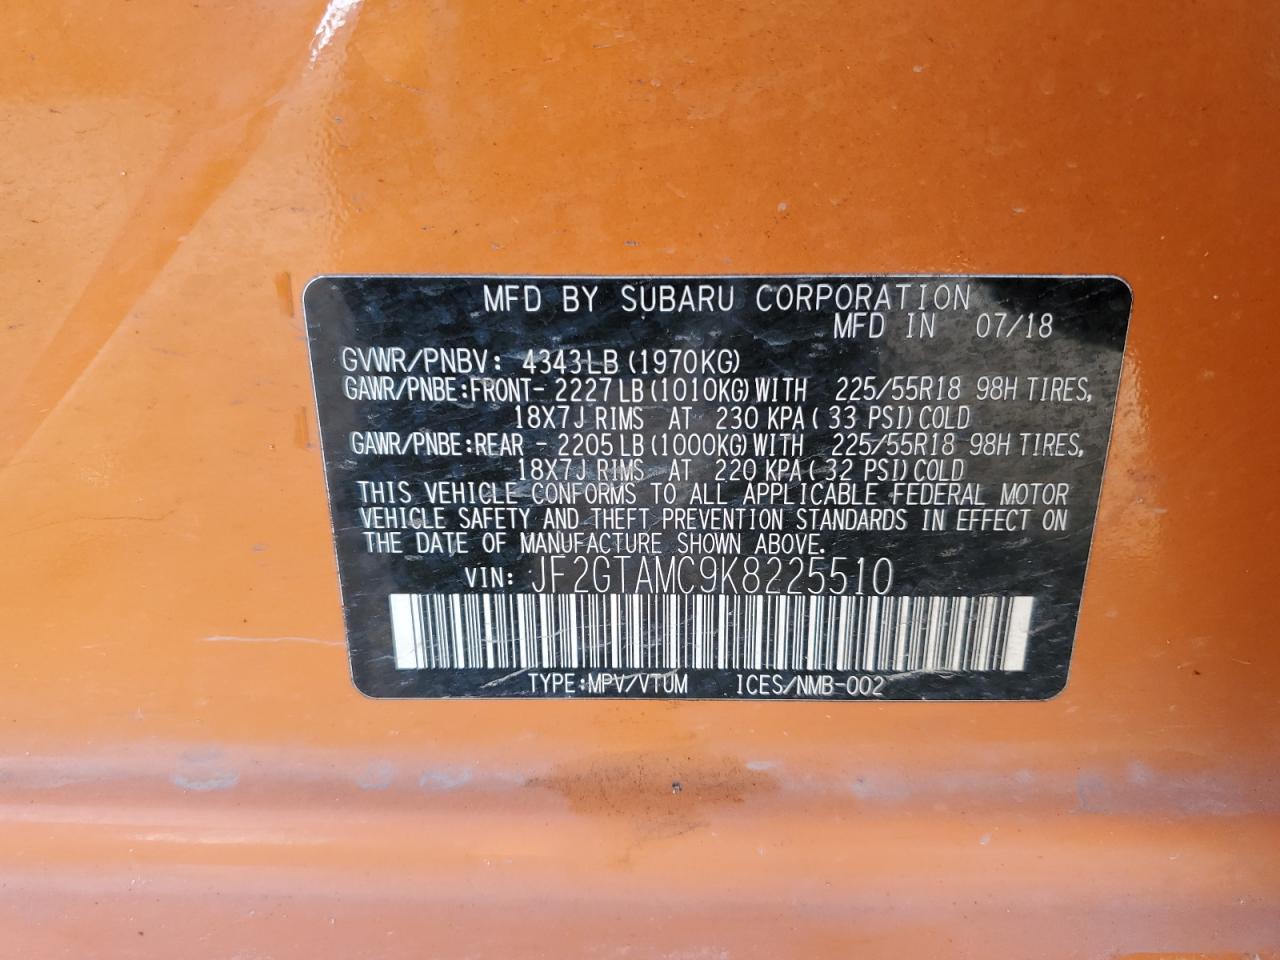 MFD BY SUBARU CORPORATION
MFD IN 07/18
GVWR/PNBV: 4343LB (1970KG)
GAWR/PNBE:FRONT- 2227LB (1010KG)WITH 225/55R18 98H TIRES,
18X7J RIMS AT 230 KPA( 33 PSI)COLD
GAWR/PNBE:REAR - 2205LB (1000KG)WITH 225/55R18 98H TIRES,
18X7J RIMS AT 220 KPA( 32 PSI)COLD
THIS VEHICLE CONFORMS TO ALL APPLICABLE FEDERAL MOTOR
VEHICLE SAFETY AND THEFT PREVENTION STANDARDS IN EFFECT ON
THE DATE OF MANUFACTURE SHOWN ABOVE.
VIN: JF2GTAMC9K8225510
TYPE:MPV/VTUM ICES/NMB-002